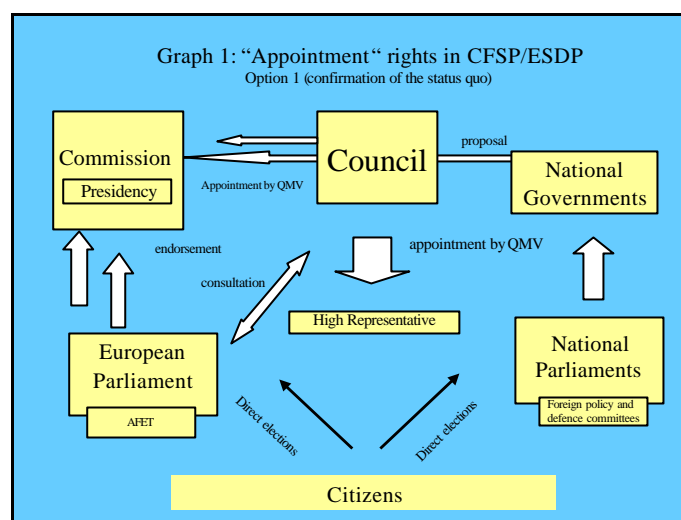 Graph 1: “Appointment“ rights in CFSP/ESDP
Option 1 (confirmation of the status quo)
Commission
Presidency
Council
proposal
National
Governments
Appointment by QMV
endorsement
appointment by QMV
consultation
High Representative
European
Parliament
AFET
National
Parliaments
Foreign policy and
defence committees
Direct elections
Direct elections
Citizens